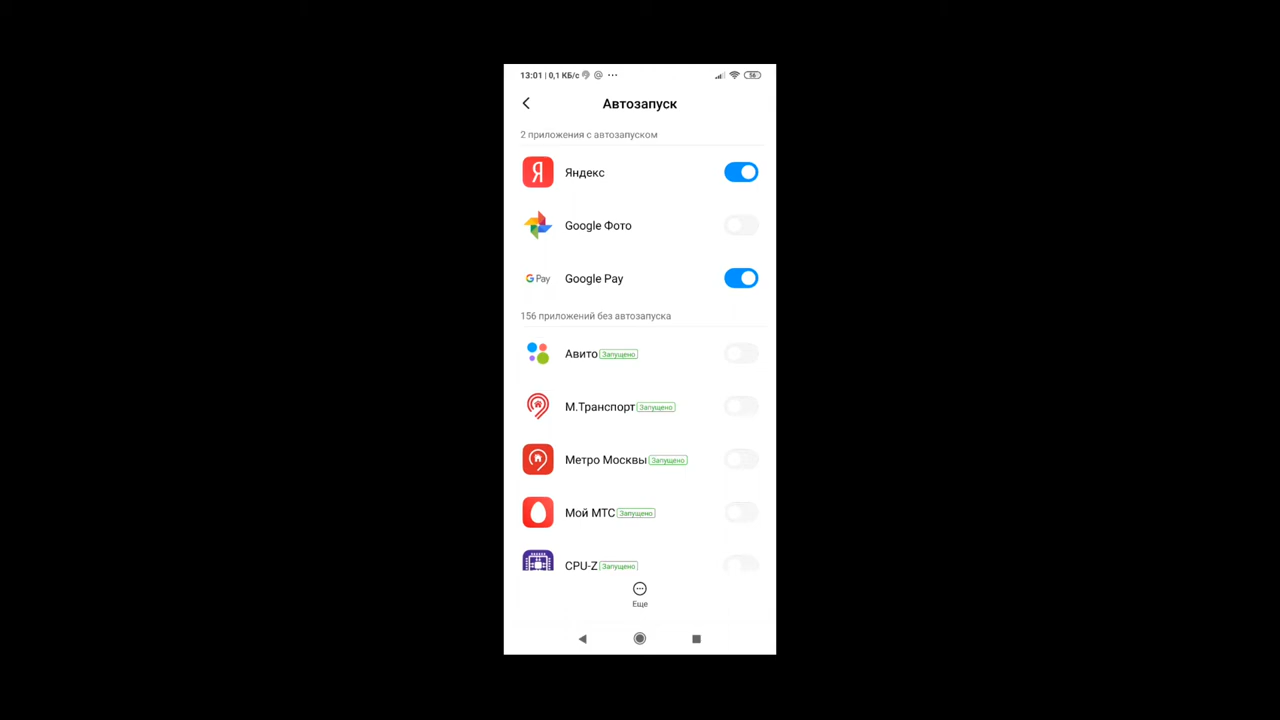 13:01 | 0,1 КБ/с @ ... 56
Автозапуск
2 приложения с автозапуском
Я Яндекс
Google Фото
G Pay Google Pay
156 приложений без автозапуска
Авито Запущено
М.Транспорт Запущено
Метро Москвы Запущено
Мой МТС Запущено
CPU-Z Запущено
Еще